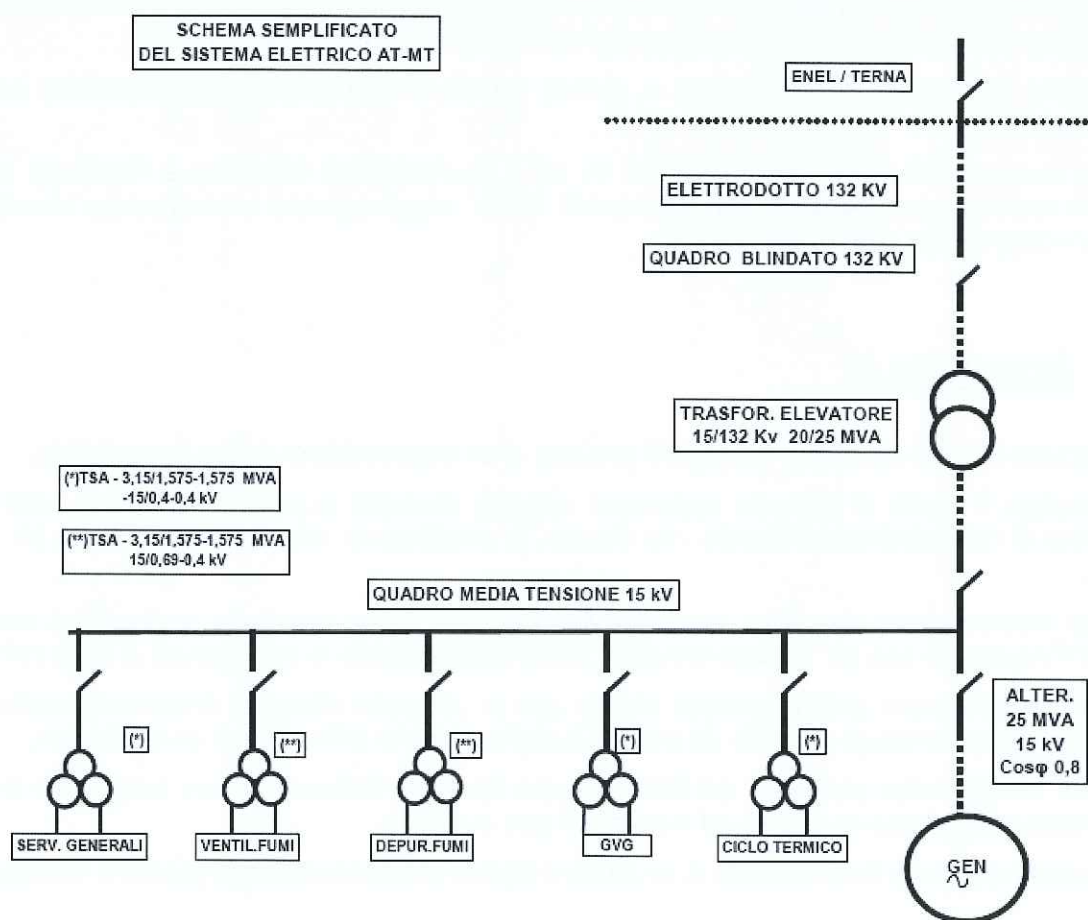 SCHEMA SEMPLIFICATO
DEL SISTEMA ELETTRICO AT-MT
ENEL / TERNA
ELETTRODOTTO 132 KV
QUADRO BLINDATO 132 KV
TRASFOR. ELEVATORE
15/132 Kv 20/25 MVA
(*)TSA - 3,15/1,575-1,575 MVA
-15/0,4-0,4 kV
(**)TSA - 3,15/1,575-1,575 MVA
15/0,69-0,4 kV
QUADRO MEDIA TENSIONE 15 kV
ALTER.
25 MVA
15 kV
Cosφ 0,8
(*)
(**)
(**)
(*)
(*)
SERV. GENERALI
VENTIL.FUMI
DEPUR.FUMI
GVG
CICLO TERMICO
GEN